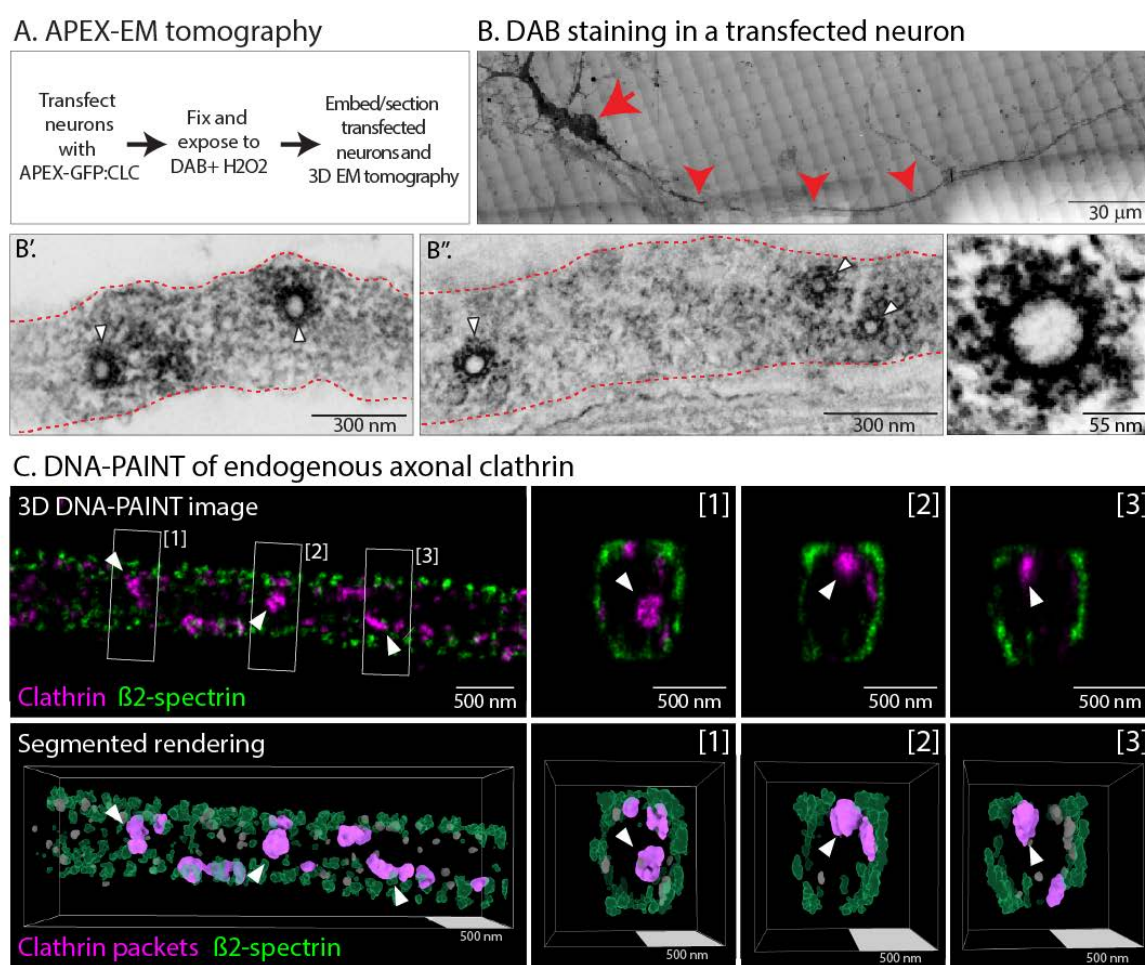 A. APEX-EM tomography
Transfect
neurons
with
APEX-GFP:CLC
Fix and
expose to
DAB+ H2O2
Embed/section
transfected
neurons and
3D EM tomography
B. DAB staining in a transfected neuron
30 µm
B'.
300 nm
B".
300 nm
55 nm
C. DNA-PAINT of endogenous axonal clathrin
3D DNA-PAINT image
[1]
[2]
[3]
Clathrin ß2-spectrin
500 nm
[1]
500 nm
[2]
500 nm
[3]
500 nm
Segmented rendering
Clathrin packets ß2-spectrin
500 nm
[1]
500 nm
[2]
500 nm
[3]
500 nm